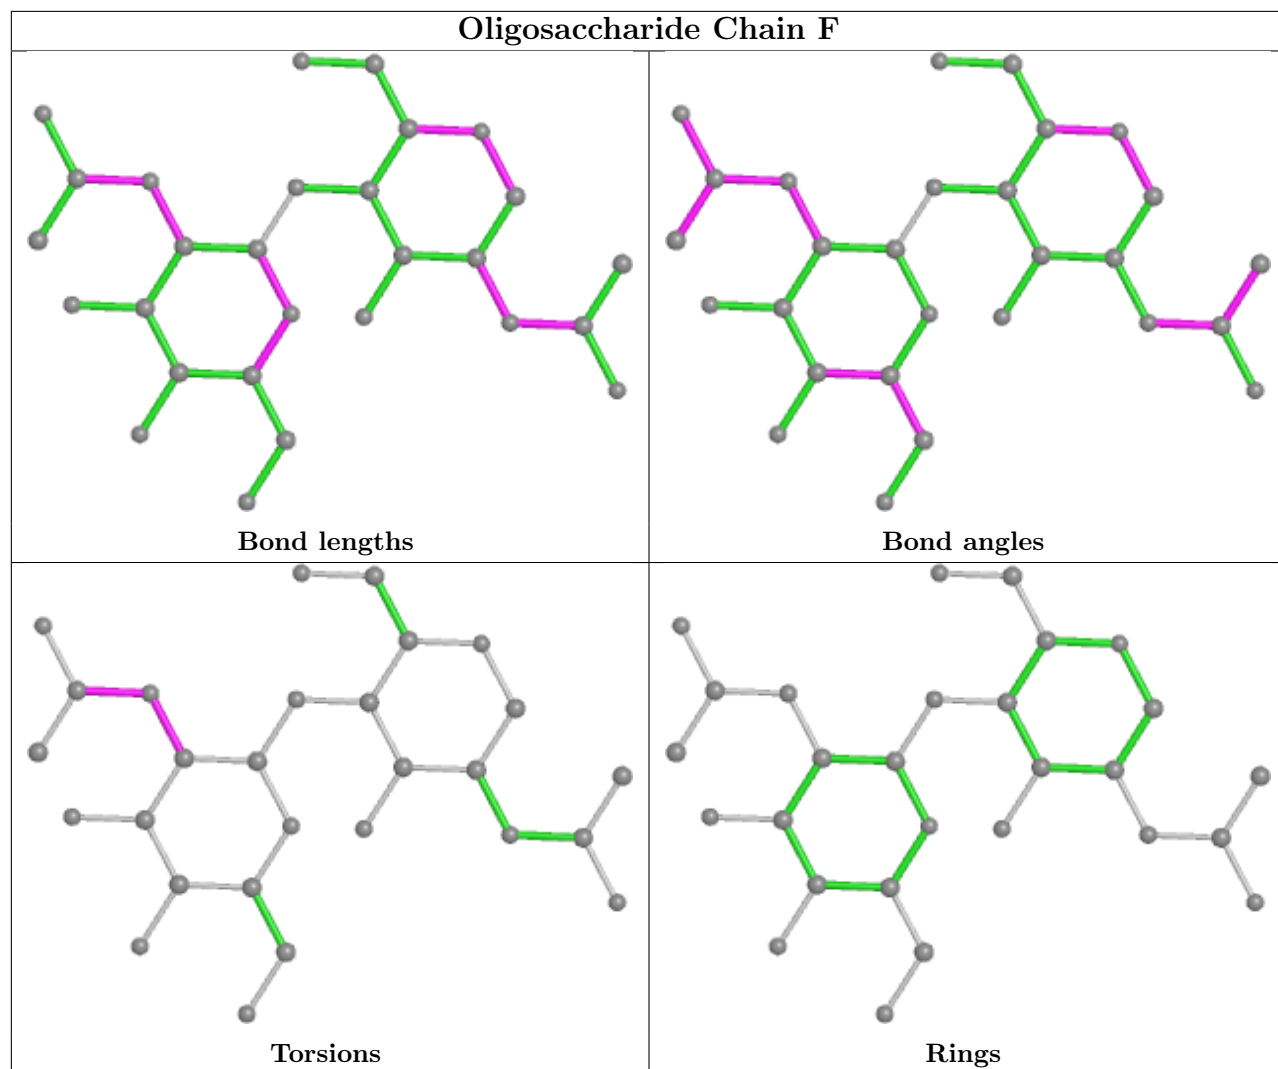 Oligosaccharide Chain F
Bond lengths
Bond angles
Torsions
Rings